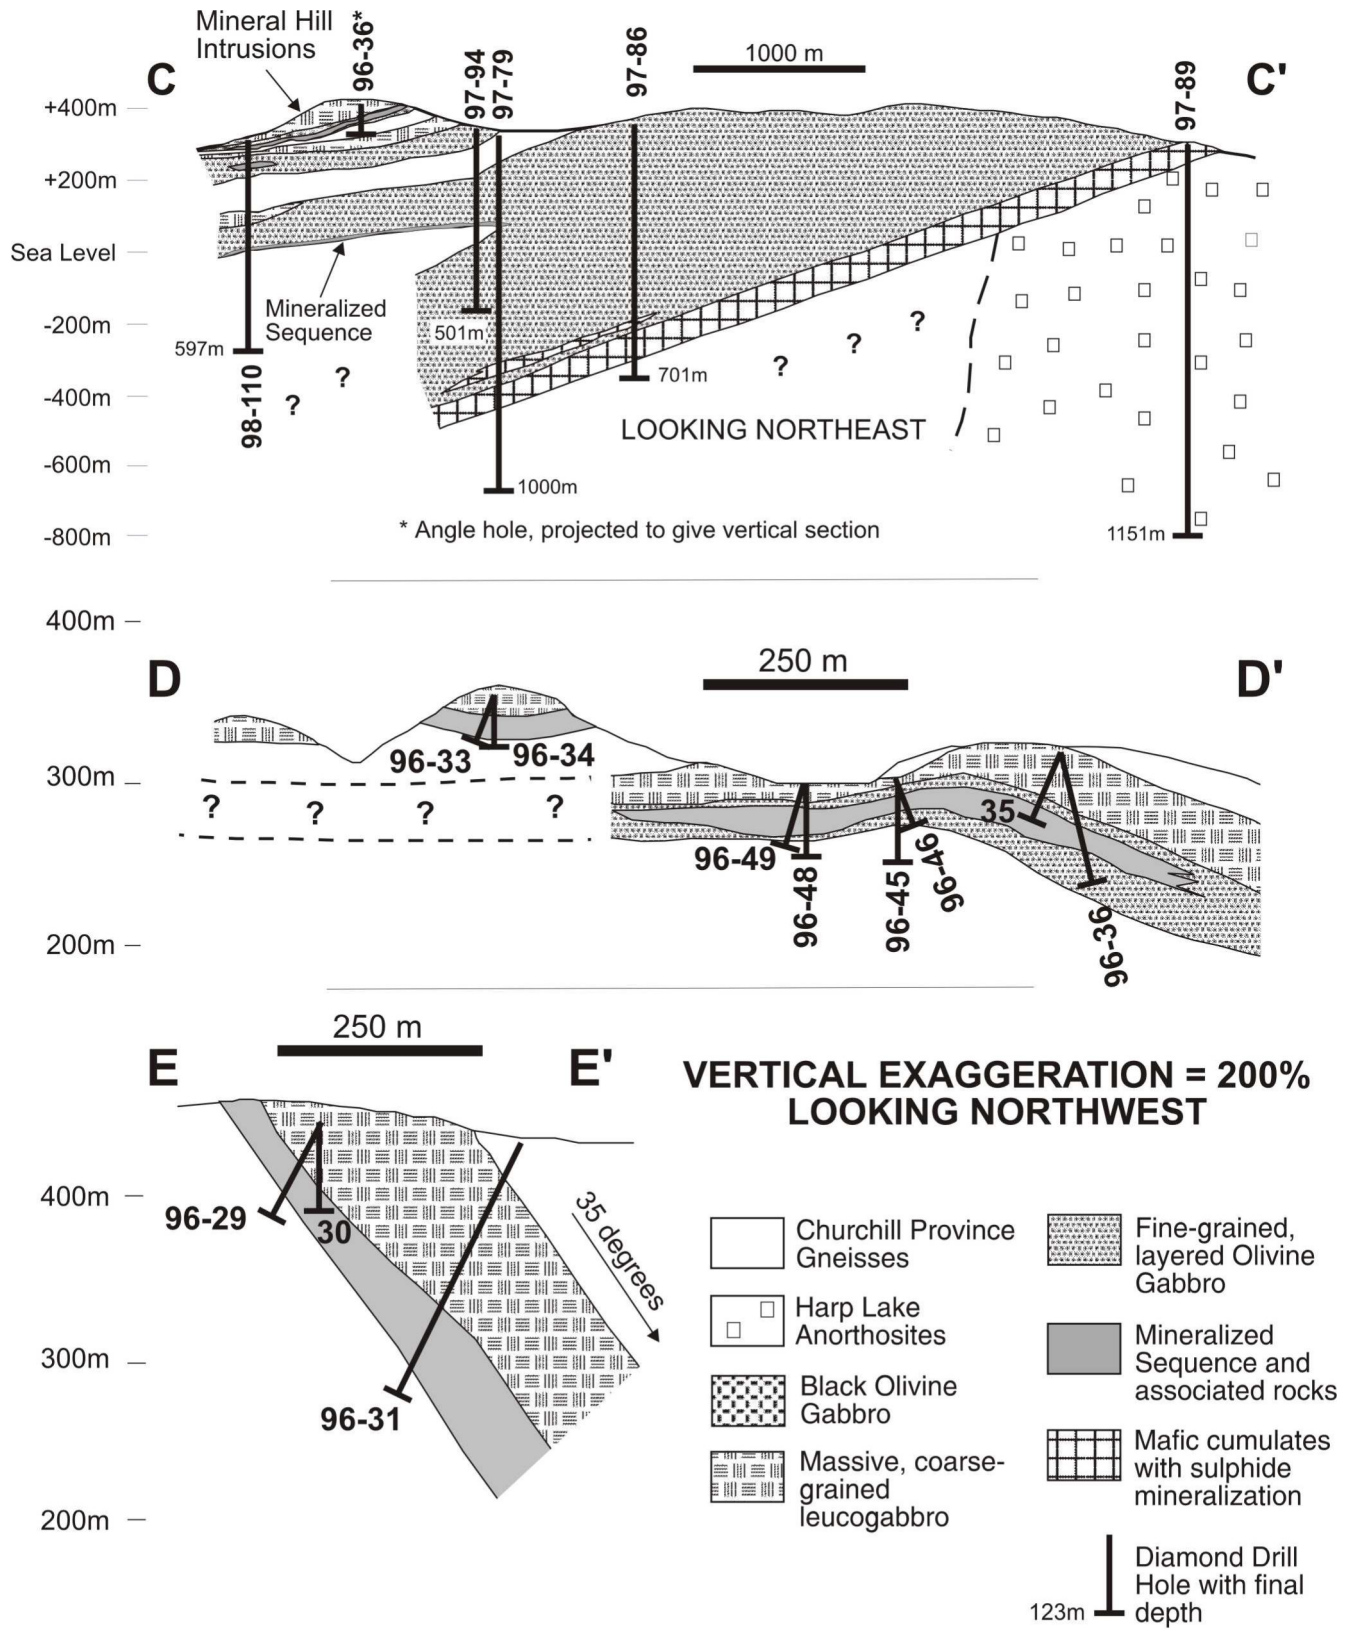 Mineral Hill
Intrusions
C
96-36*
97-94
97-79
97-86
1000 m
97-89
C'
+400m
+200m
Sea Level
-200m
-400m
-600m
-800m
Mineralized
Sequence
597m
98-110
?
?
501m
701m
1000m
?
?
?
LOOKING NORTHEAST
1151m
* Angle hole, projected to give vertical section
400m
D
250 m
D'
300m
200m
96-33
96-34
?
?
?
?
96-49
96-48
96-45
96-46
35
96-36
250 m
E
E'
VERTICAL EXAGGERATION = 200%
LOOKING NORTHWEST
400m
300m
200m
96-29
30
96-31
35 degrees
Churchill Province
Gneisses
Harp Lake
Anorthosites
Black Olivine
Gabbro
Massive, coarse-
grained
leucogabbro
Fine-grained,
layered Olivine
Gabbro
Mineralized
Sequence and
associated rocks
Mafic cumulates
with sulphide
mineralization
Diamond Drill
Hole with final
depth
123m